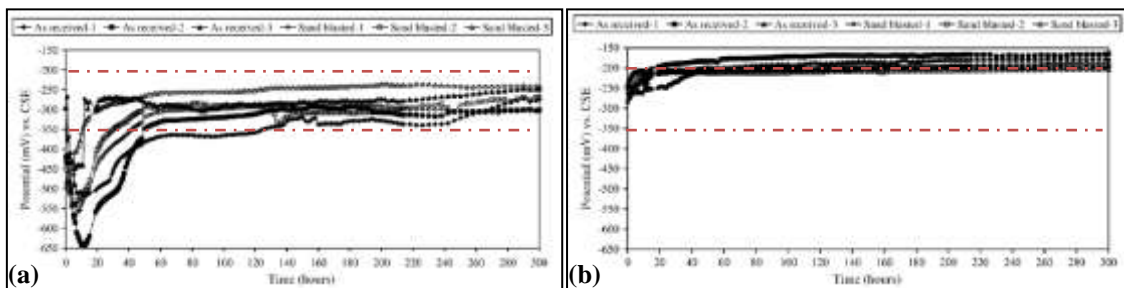 As received-1 As received-2 As received-3 Sand blasted-1 Sand blasted-2 Sand blasted-3
-150
-200
-250
-300
-350
-400
-450
-500
-550
-600
-650
Potential (mV) vs. CSE
0 20 40 60 80 100 120 140 160 180 200 220 240 260 280 300
Time (hours)
(a)
As received-1 As received-2 As received-3 Sand blasted-1 Sand blasted-2 Sand blasted-3
-150
-200
-250
-300
-350
-400
-450
-500
-550
-600
-650
Potential (mV) vs. CSE
0 20 40 60 80 100 120 140 160 180 200 220 240 260 280 300
Time (hours)
(b)